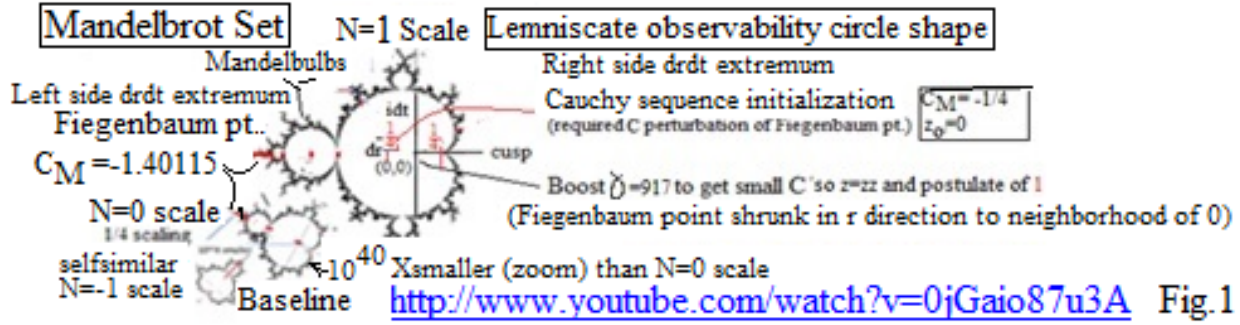 Mandelbrot Set N=1 Scale Lemniscate observability circle shape
Mandelbulbs
Right side drdt extremum
Left side drdt extremum
Fiegenbaum pt..
idt
Cauchy sequence initialization
(required C perturbation of Fiegenbaum pt.)
CM= -1/4
zo=0
CM =-1.40115
dr
(0,0)
cusp
Boost =917 to get small C 'so z=zz and postulate of 1
(Fiegenbaum point shrunk in r direction to neighborhood of 0)
N=0 scale
1/4 scaling
selfsimilar
N=-1 scale
10^40 Xsmaller (zoom) than N=0 scale
Baseline
http://www.youtube.com/watch?v=0jGaio87u3A Fig.1